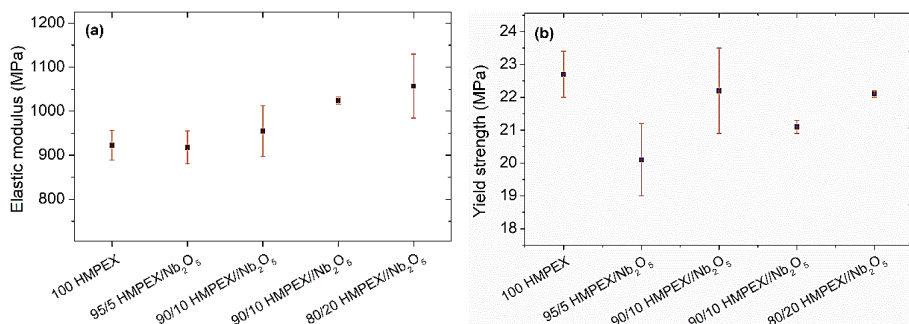 (a)
Elastic modulus (MPa)
1200
1100
1000
900
800
100 HMPEX
95/5 HMPEX/Nb₂O₅
90/10 HMPEX//Nb₂O₅
90/10 HMPEX//Nb₂O₅
80/20 HMPEX//Nb₂O₅
(b)
Yield strength (MPa)
24
23
22
21
20
19
18
100 HMPEX
95/5 HMPEX/Nb₂O₅
90/10 HMPEX//Nb₂O₅
90/10 HMPEX//Nb₂O₅
80/20 HMPEX//Nb₂O₅